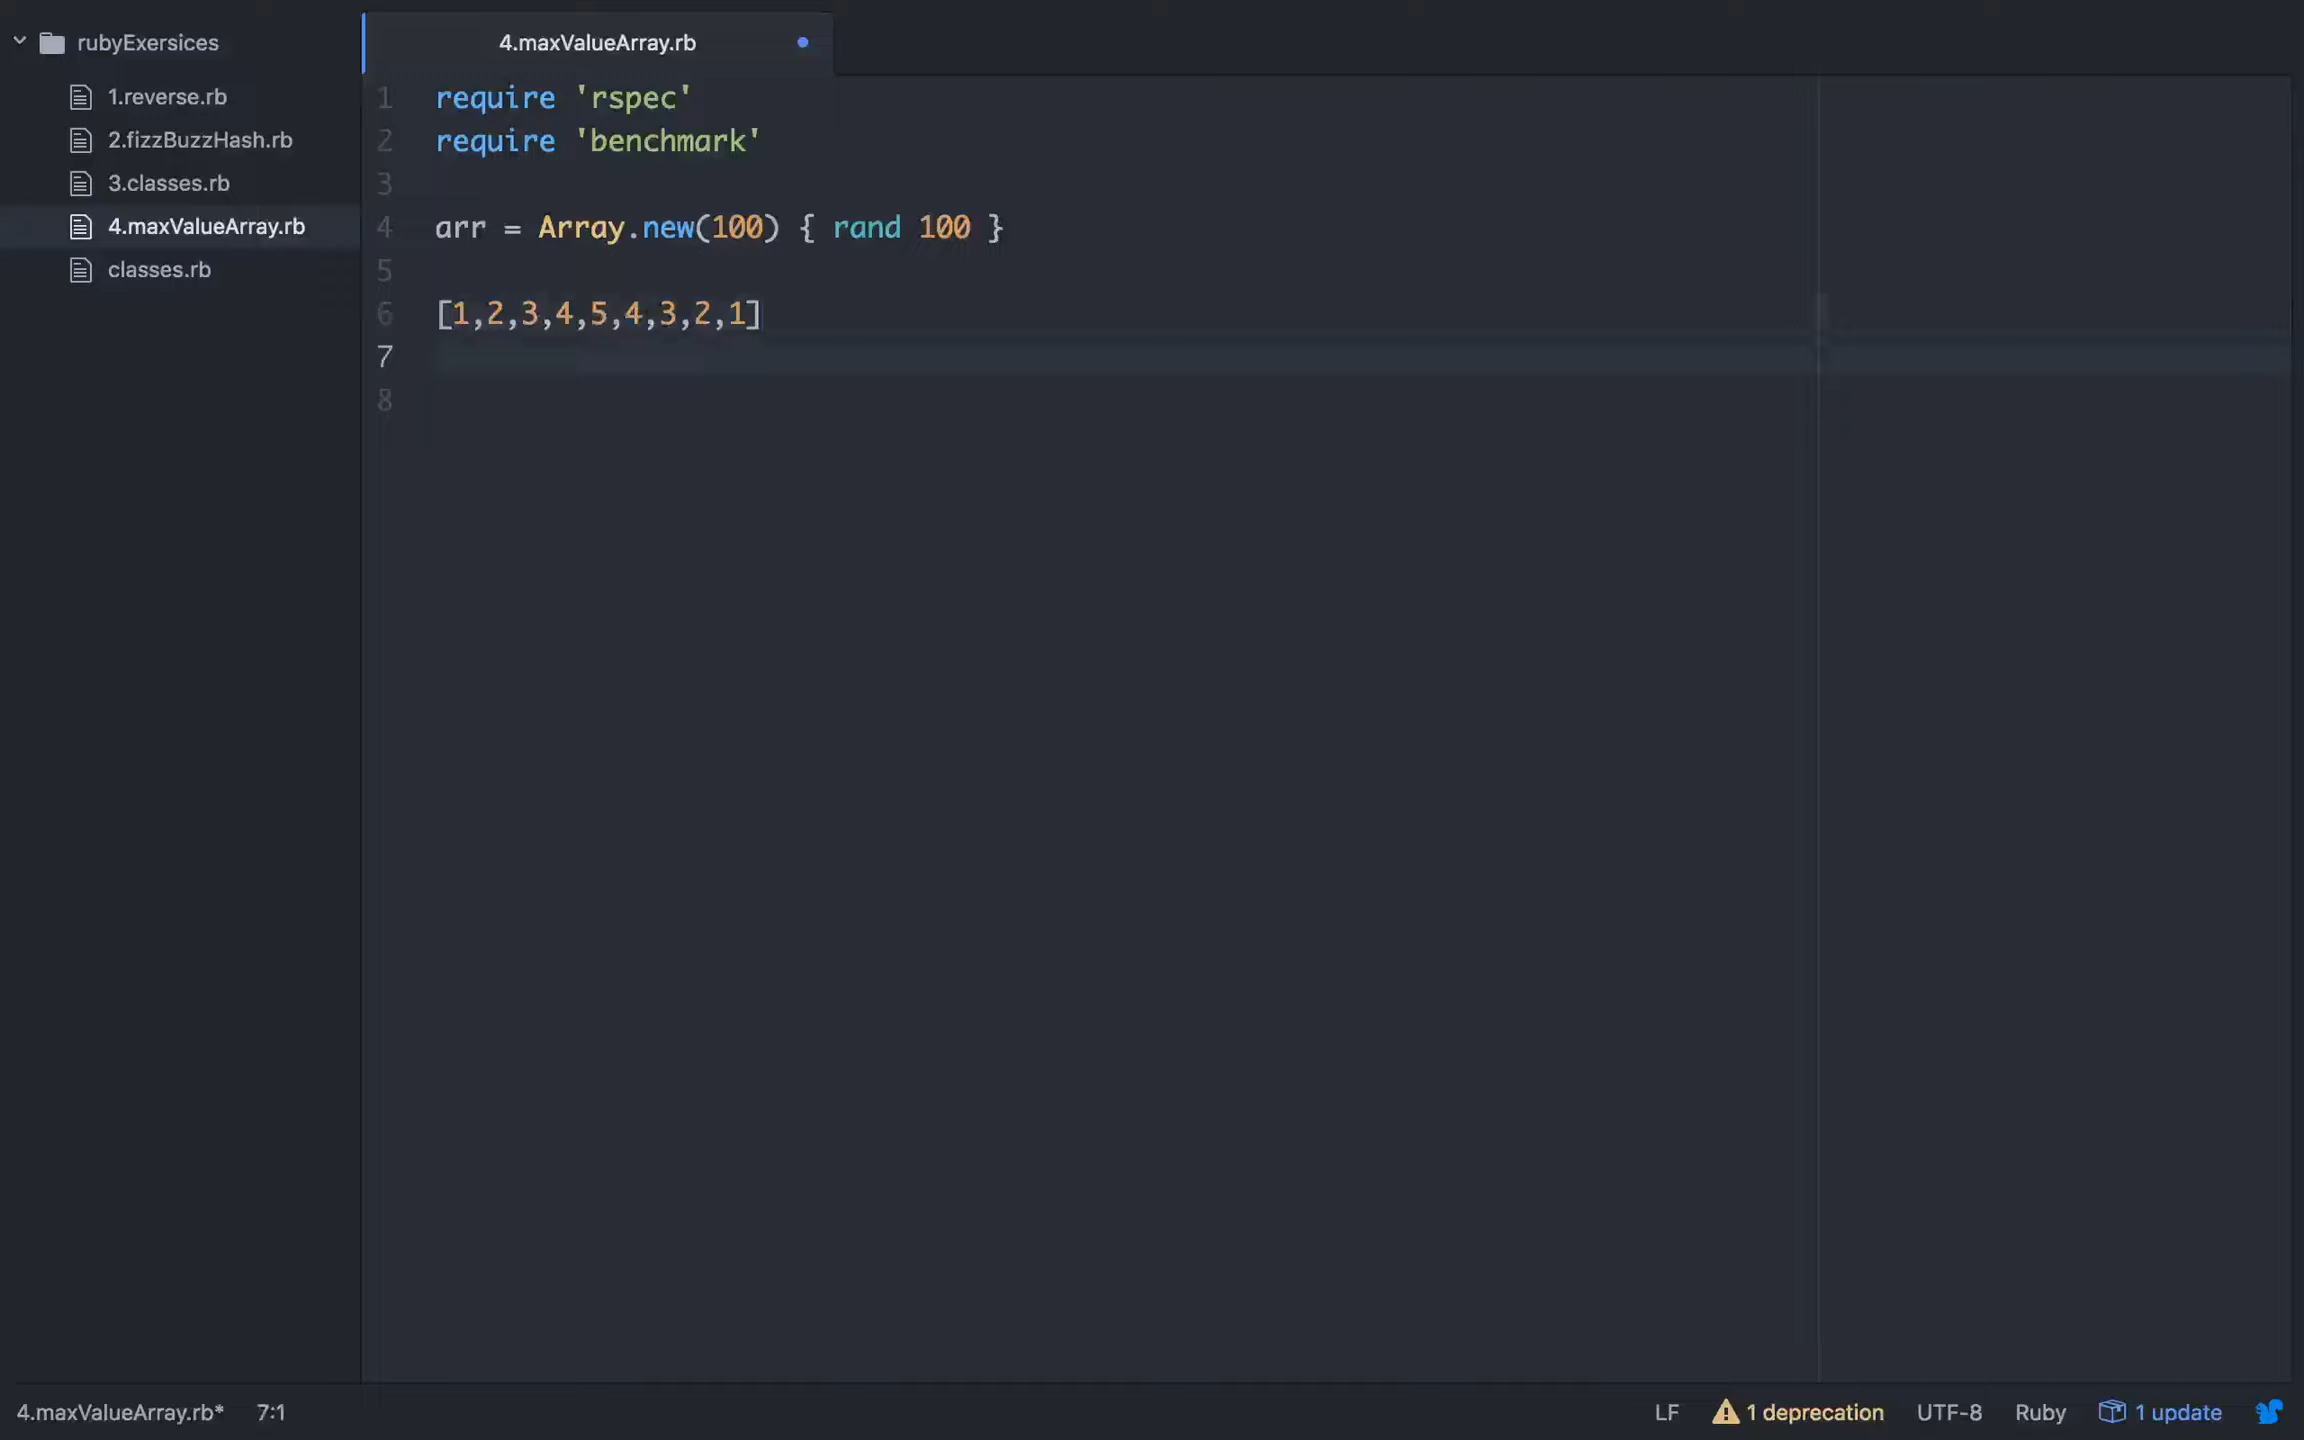 rubyExersices
1.reverse.rb
2.fizzBuzzHash.rb
3.classes.rb
4.maxValueArray.rb
classes.rb
4.maxValueArray.rb
1 require 'rspec'
2 require 'benchmark'
3
4 arr = Array.new(100) { rand 100 }
5
6 [1,2,3,4,5,4,3,2,1]
7
8
4.maxValueArray.rb* 7:1 LF 1 deprecation UTF-8 Ruby 1 update